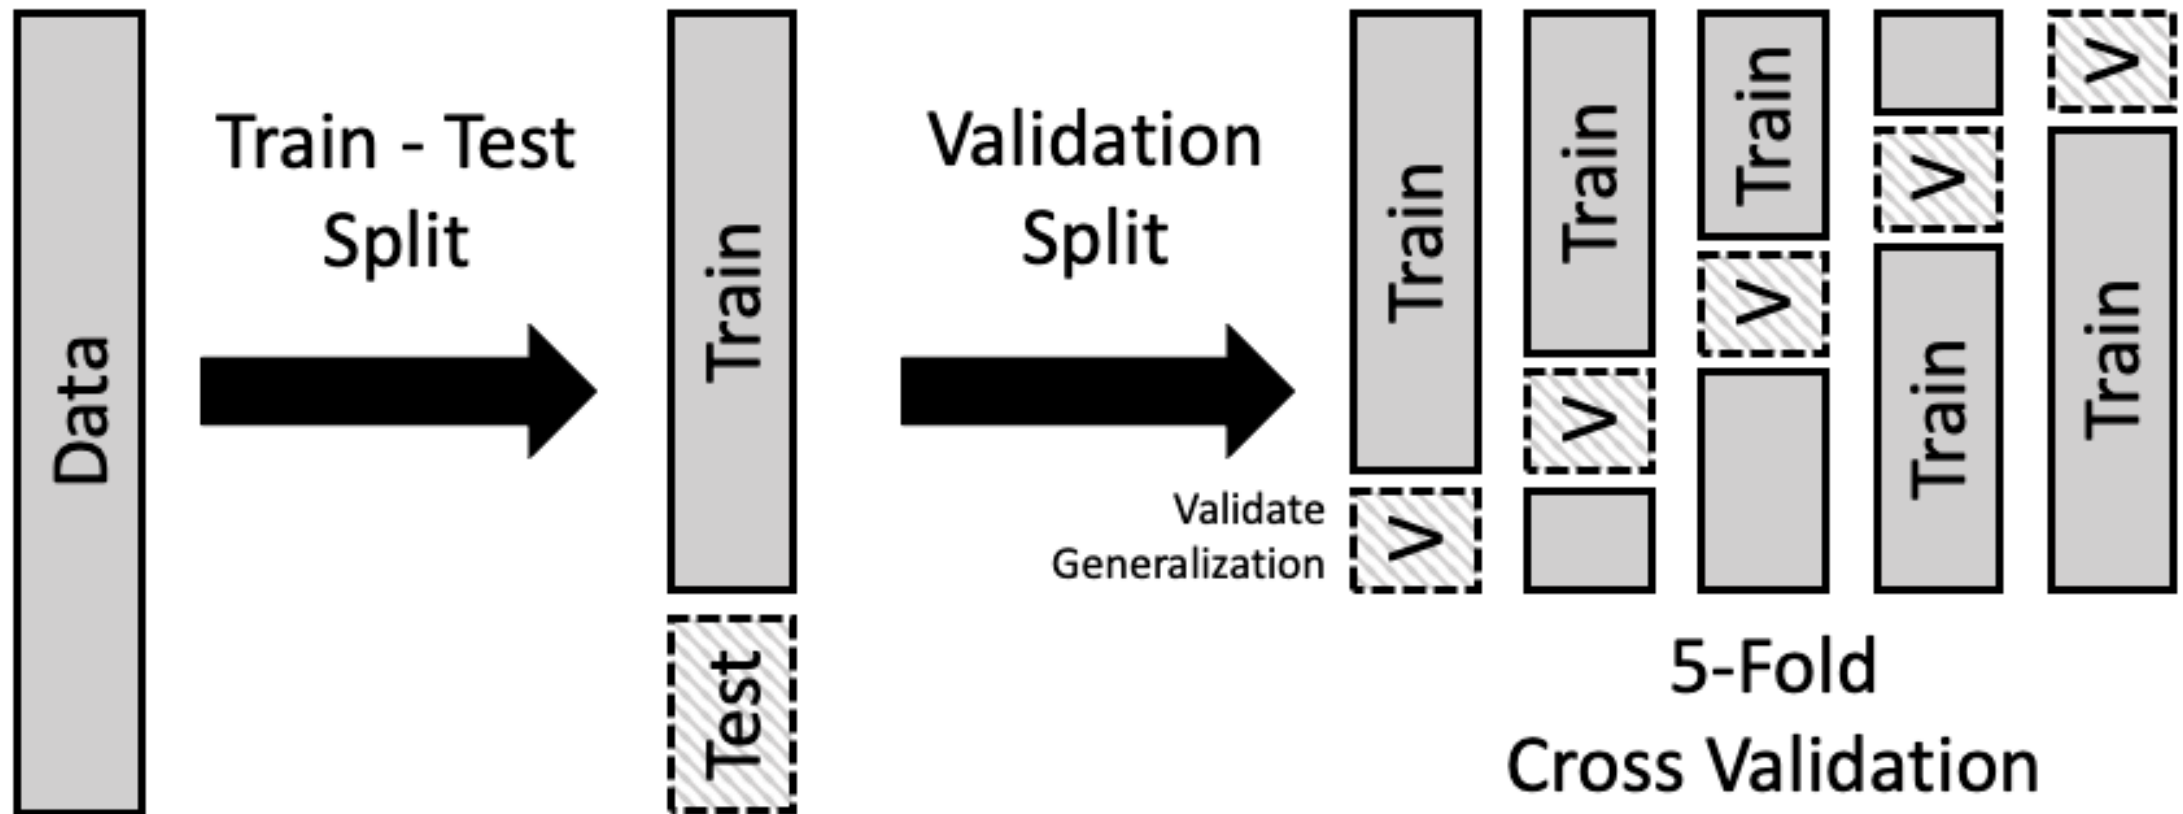 Data
Train - Test
Split
Train
Test
Validation
Split
Validate
Generalization
Train
V
Train
V
Train
V
V
Train
V
Train
5-Fold
Cross Validation